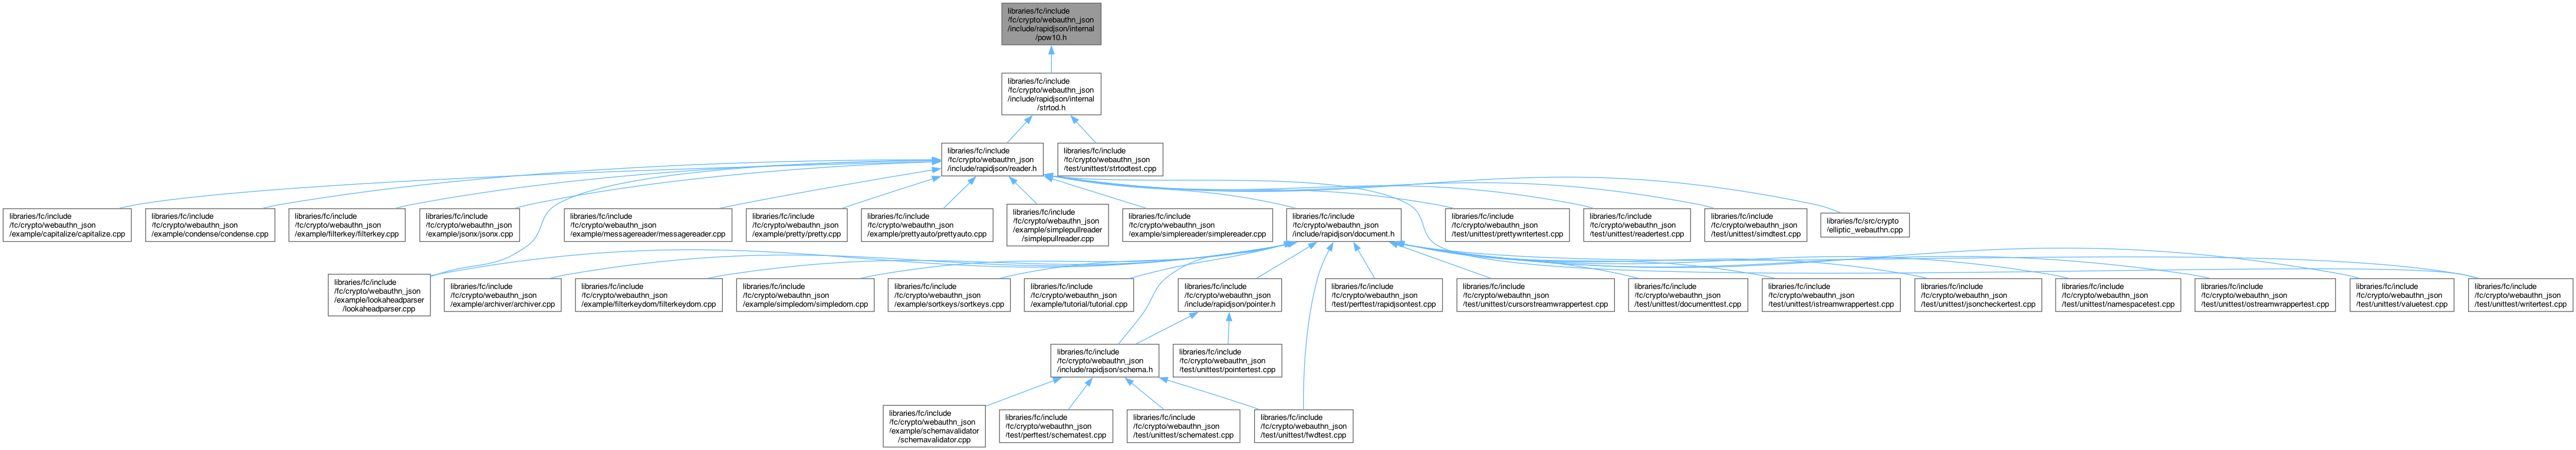 libraries/fc/include
/fc/crypto/webauthn_json
/include/rapidjson/internal
/pow10.h
libraries/fc/include
/fc/crypto/webauthn_json
/include/rapidjson/internal
/strtod.h
libraries/fc/include
/fc/crypto/webauthn_json
/include/rapidjson/reader.h
libraries/fc/include
/fc/crypto/webauthn_json
/test/unittest/strtodtest.cpp
libraries/fc/include
/fc/crypto/webauthn_json
/example/capitalize/capitalize.cpp
libraries/fc/include
/fc/crypto/webauthn_json
/example/condense/condense.cpp
libraries/fc/include
/fc/crypto/webauthn_json
/example/filterkey/filterkey.cpp
libraries/fc/include
/fc/crypto/webauthn_json
/example/jsonx/jsonx.cpp
libraries/fc/include
/fc/crypto/webauthn_json
/example/messagereader/messagereader.cpp
libraries/fc/include
/fc/crypto/webauthn_json
/example/pretty/pretty.cpp
libraries/fc/include
/fc/crypto/webauthn_json
/example/prettyauto/prettyauto.cpp
libraries/fc/include
/fc/crypto/webauthn_json
/example/simplepullreader
/simplepullreader.cpp
libraries/fc/include
/fc/crypto/webauthn_json
/example/simplereader/simplereader.cpp
libraries/fc/include
/fc/crypto/webauthn_json
/include/rapidjson/document.h
libraries/fc/include
/fc/crypto/webauthn_json
/test/unittest/prettywritertest.cpp
libraries/fc/include
/fc/crypto/webauthn_json
/test/unittest/readertest.cpp
libraries/fc/include
/fc/crypto/webauthn_json
/test/unittest/simdtest.cpp
libraries/fc/src/crypto
/elliptic_webauthn.cpp
libraries/fc/include
/fc/crypto/webauthn_json
/example/lookaheadparser
/lookaheadparser.cpp
libraries/fc/include
/fc/crypto/webauthn_json
/example/archiver/archiver.cpp
libraries/fc/include
/fc/crypto/webauthn_json
/example/filterkeydom/filterkeydom.cpp
libraries/fc/include
/fc/crypto/webauthn_json
/example/simpledom/simpledom.cpp
libraries/fc/include
/fc/crypto/webauthn_json
/example/sortkeys/sortkeys.cpp
libraries/fc/include
/fc/crypto/webauthn_json
/example/tutorial/tutorial.cpp
libraries/fc/include
/fc/crypto/webauthn_json
/include/rapidjson/pointer.h
libraries/fc/include
/fc/crypto/webauthn_json
/test/perftest/rapidjsontest.cpp
libraries/fc/include
/fc/crypto/webauthn_json
/test/unittest/cursorstreamwrappertest.cpp
libraries/fc/include
/fc/crypto/webauthn_json
/test/unittest/documenttest.cpp
libraries/fc/include
/fc/crypto/webauthn_json
/test/unittest/istreamwrappertest.cpp
libraries/fc/include
/fc/crypto/webauthn_json
/test/unittest/jsoncheckertest.cpp
libraries/fc/include
/fc/crypto/webauthn_json
/test/unittest/namespacetest.cpp
libraries/fc/include
/fc/crypto/webauthn_json
/test/unittest/ostreamwrappertest.cpp
libraries/fc/include
/fc/crypto/webauthn_json
/test/unittest/valuetest.cpp
libraries/fc/include
/fc/crypto/webauthn_json
/test/unittest/writertest.cpp
libraries/fc/include
/fc/crypto/webauthn_json
/include/rapidjson/schema.h
libraries/fc/include
/fc/crypto/webauthn_json
/test/unittest/pointertest.cpp
libraries/fc/include
/fc/crypto/webauthn_json
/example/schemavalidator
/schemavalidator.cpp
libraries/fc/include
/fc/crypto/webauthn_json
/test/perftest/schematest.cpp
libraries/fc/include
/fc/crypto/webauthn_json
/test/unittest/schematest.cpp
libraries/fc/include
/fc/crypto/webauthn_json
/test/unittest/fwdtest.cpp